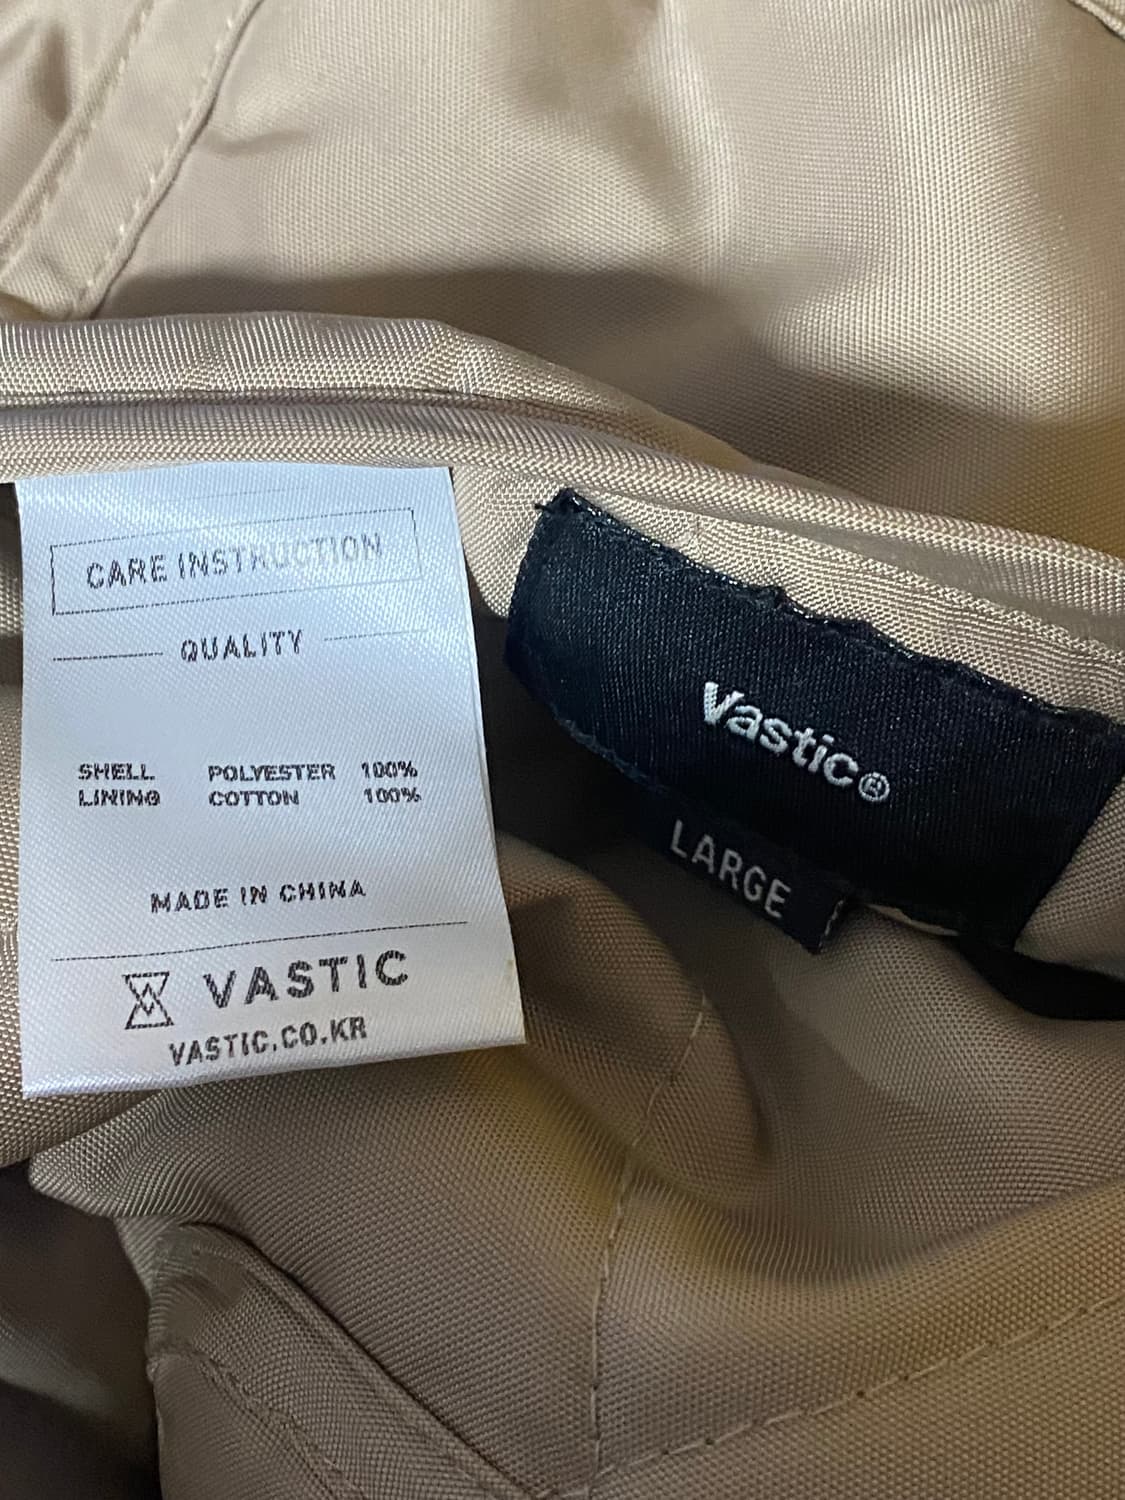 CARE INSTRUCTION
QUALITY
SHELL POLYESTER 100%
LINING COTTON 100%
MADE IN CHINA
VASTIC
VASTIC.CO.KR
Vastic®
LARGE